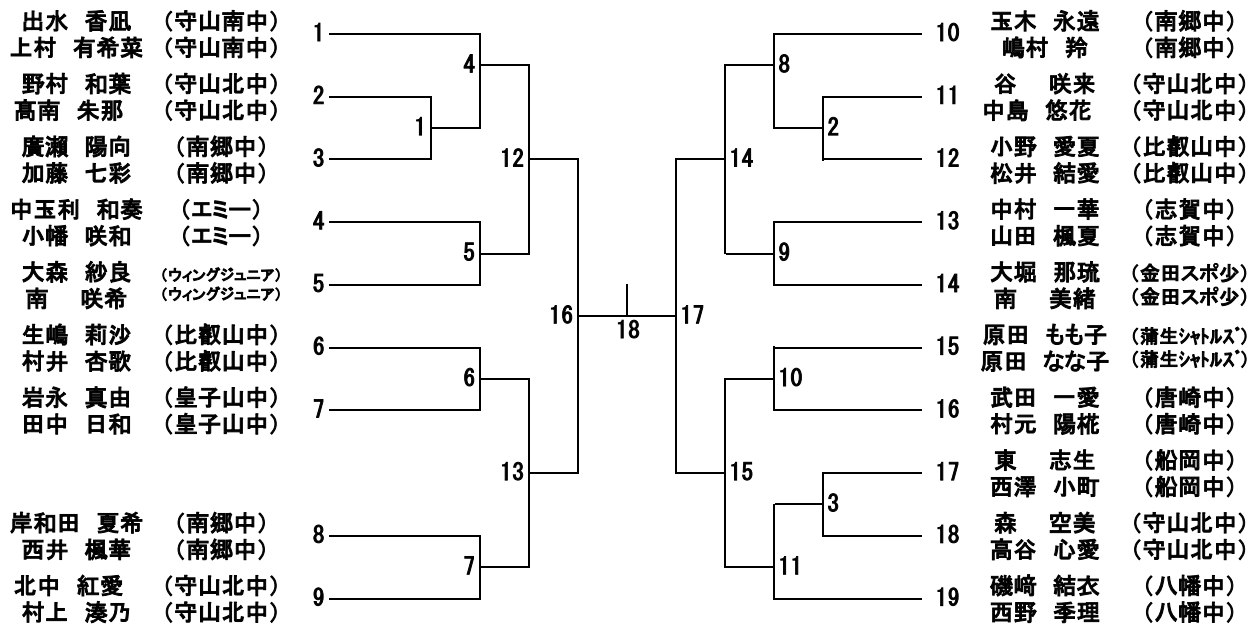 出水 香凪 （守山南中）
上村 有希菜 （守山南中）
1
野村 和葉 （守山北中）
髙南 朱那 （守山北中）
2
廣瀬 陽向 （南郷中）
加藤 七彩 （南郷中）
3
中玉利 和奏 （エミー）
小幡 咲和 （エミー）
4
大森 紗良 （ウィングジュニア）
南 咲希 （ウィングジュニア）
5
生嶋 莉沙 （比叡山中）
村井 杏歌 （比叡山中）
6
岩永 真由 （皇子山中）
田中 日和 （皇子山中）
7
岸和田 夏希 （南郷中）
西井 楓華 （南郷中）
8
北中 紅愛 （守山北中）
村上 湊乃 （守山北中）
9
4
1
12
5
16
6
13
7
18
17
8
2
14
9
10
15
3
11
10
玉木 永遠 （南郷中）
嶋村 羚 （南郷中）
11
谷 咲来 （守山北中）
中島 悠花 （守山北中）
12
小野 愛夏 （比叡山中）
松井 結愛 （比叡山中）
13
中村 一華 （志賀中）
山田 楓夏 （志賀中）
14
大堀 那琉 （金田スポ少）
南 美緒 （金田スポ少）
15
原田 もも子 （蒲生シャトルズ）
原田 なな子 （蒲生シャトルズ）
16
武田 一愛 （唐崎中）
村元 陽椛 （唐崎中）
17
東 志生 （船岡中）
西澤 小町 （船岡中）
18
森 空美 （守山北中）
高谷 心愛 （守山北中）
19
磯﨑 結衣 （八幡中）
西野 季理 （八幡中）